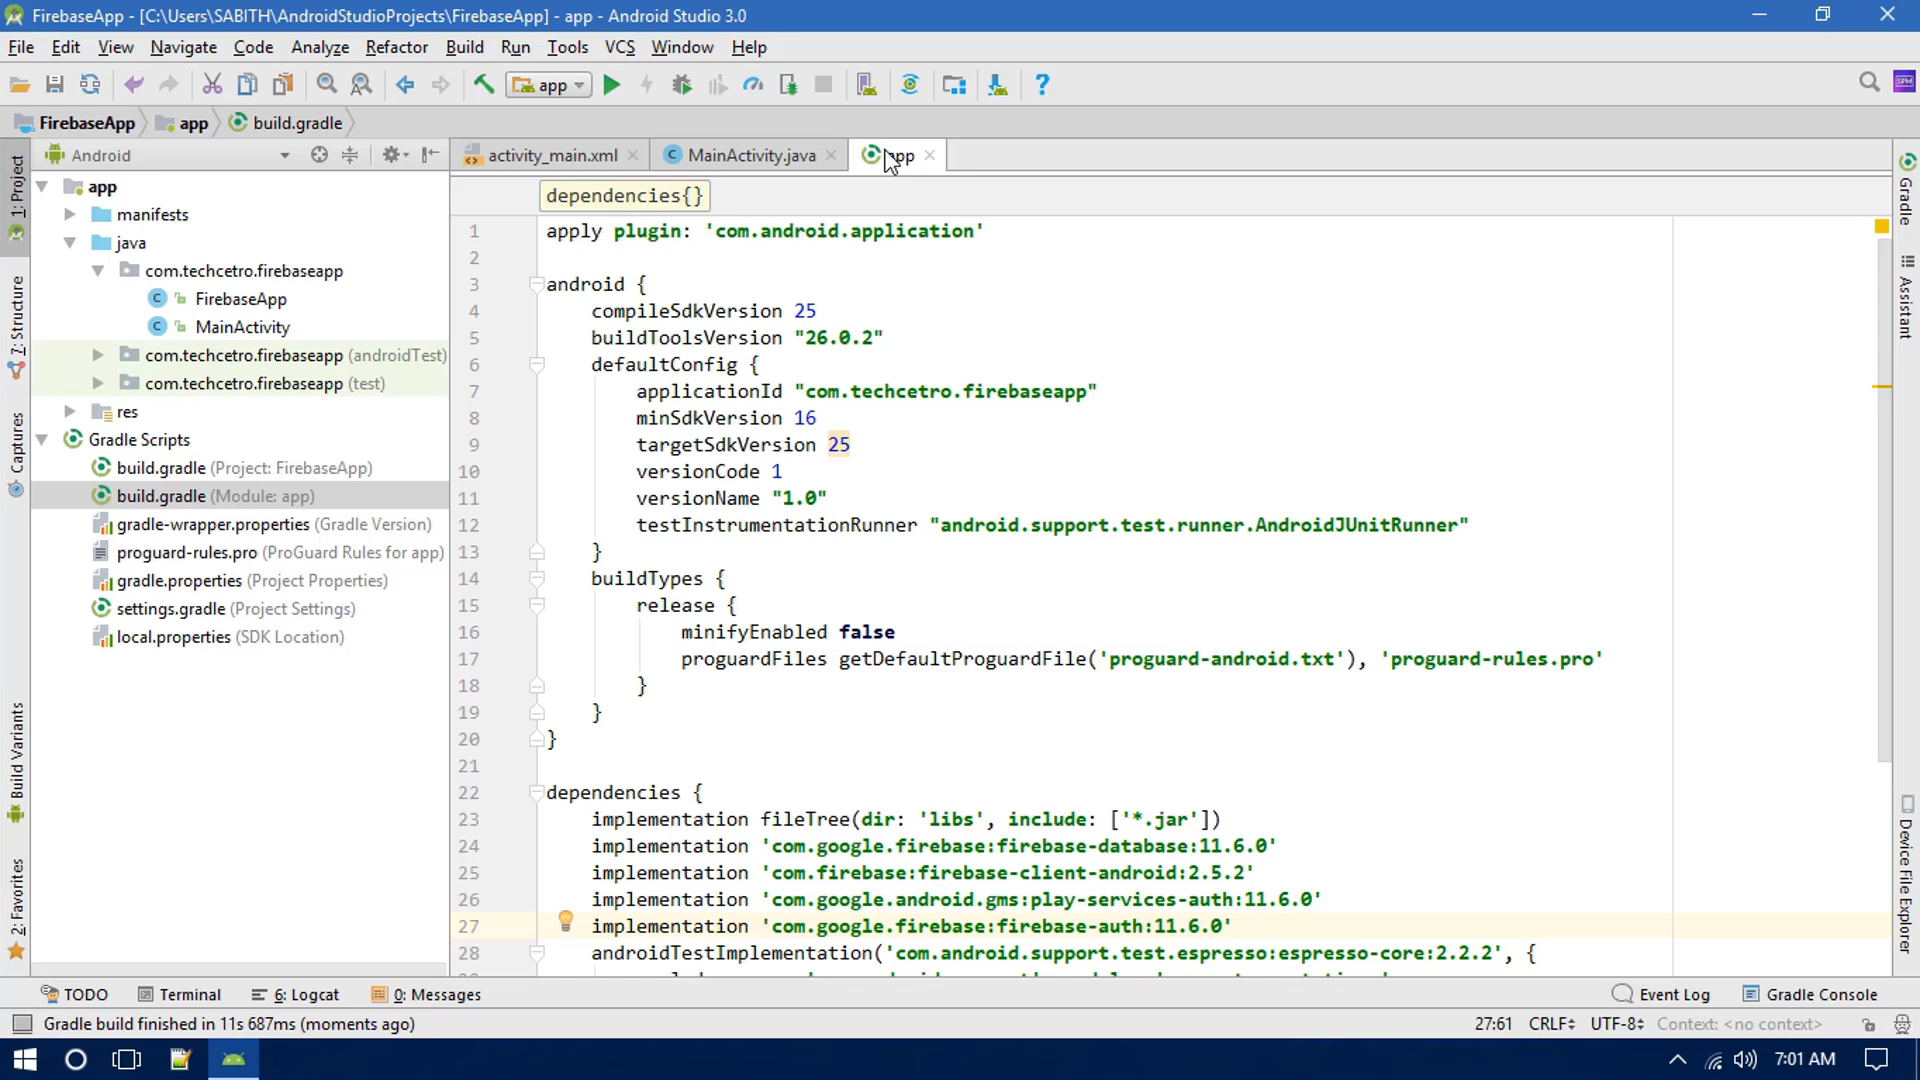 FirebaseApp - [C:\Users\SABITH\AndroidStudioProjects\FirebaseApp] - app - Android Studio 3.0
File Edit View Navigate Code Analyze Refactor Build Run Tools VCS Window Help
app
FirebaseApp app build.gradle
Android
activity_main.xml MainActivity.java app
1: Project
7: Structure
Captures
Build Variants
2: Favorites
app
manifests
java
com.techcetro.firebaseapp
FirebaseApp
MainActivity
com.techcetro.firebaseapp (androidTest)
com.techcetro.firebaseapp (test)
res
Gradle Scripts
build.gradle (Project: FirebaseApp)
build.gradle (Module: app)
gradle-wrapper.properties (Gradle Version)
proguard-rules.pro (ProGuard Rules for app)
gradle.properties (Project Properties)
settings.gradle (Project Settings)
local.properties (SDK Location)
dependencies{}
1 apply plugin: 'com.android.application'
2
3 android {
4 compileSdkVersion 25
5 buildToolsVersion "26.0.2"
6 defaultConfig {
7 applicationId "com.techcetro.firebaseapp"
8 minSdkVersion 16
9 targetSdkVersion 25
10 versionCode 1
11 versionName "1.0"
12 testInstrumentationRunner "android.support.test.runner.AndroidJUnitRunner"
13 }
14 buildTypes {
15 release {
16 minifyEnabled false
17 proguardFiles getDefaultProguardFile('proguard-android.txt'), 'proguard-rules.pro'
18 }
19 }
20 }
21
22 dependencies {
23 implementation fileTree(dir: 'libs', include: ['*.jar'])
24 implementation 'com.google.firebase:firebase-database:11.6.0'
25 implementation 'com.firebase:firebase-client-android:2.5.2'
26 implementation 'com.google.android.gms:play-services-auth:11.6.0'
27 implementation 'com.google.firebase:firebase-auth:11.6.0'
28 androidTestImplementation('com.android.support.test.espresso:espresso-core:2.2.2', {
Gradle
Assistant
Device File Explorer
TODO Terminal 6: Logcat 0: Messages Event Log Gradle Console
Gradle build finished in 11s 687ms (moments ago) 27:61 CRLF UTF-8 Context: <no context>
7:01 AM